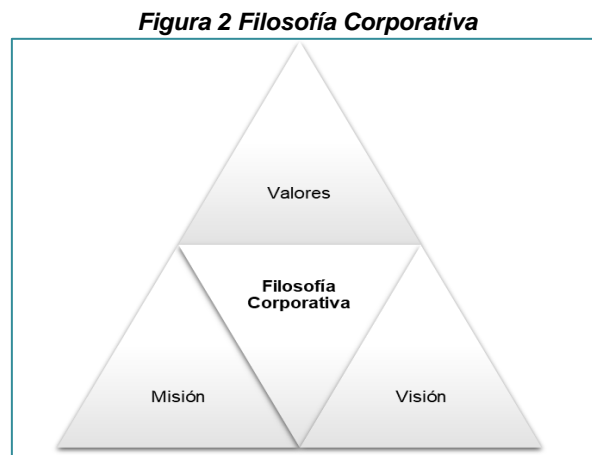 Figura 2 Filosofía Corporativa
Valores
Filosofía
Corporativa
Misión
Visión